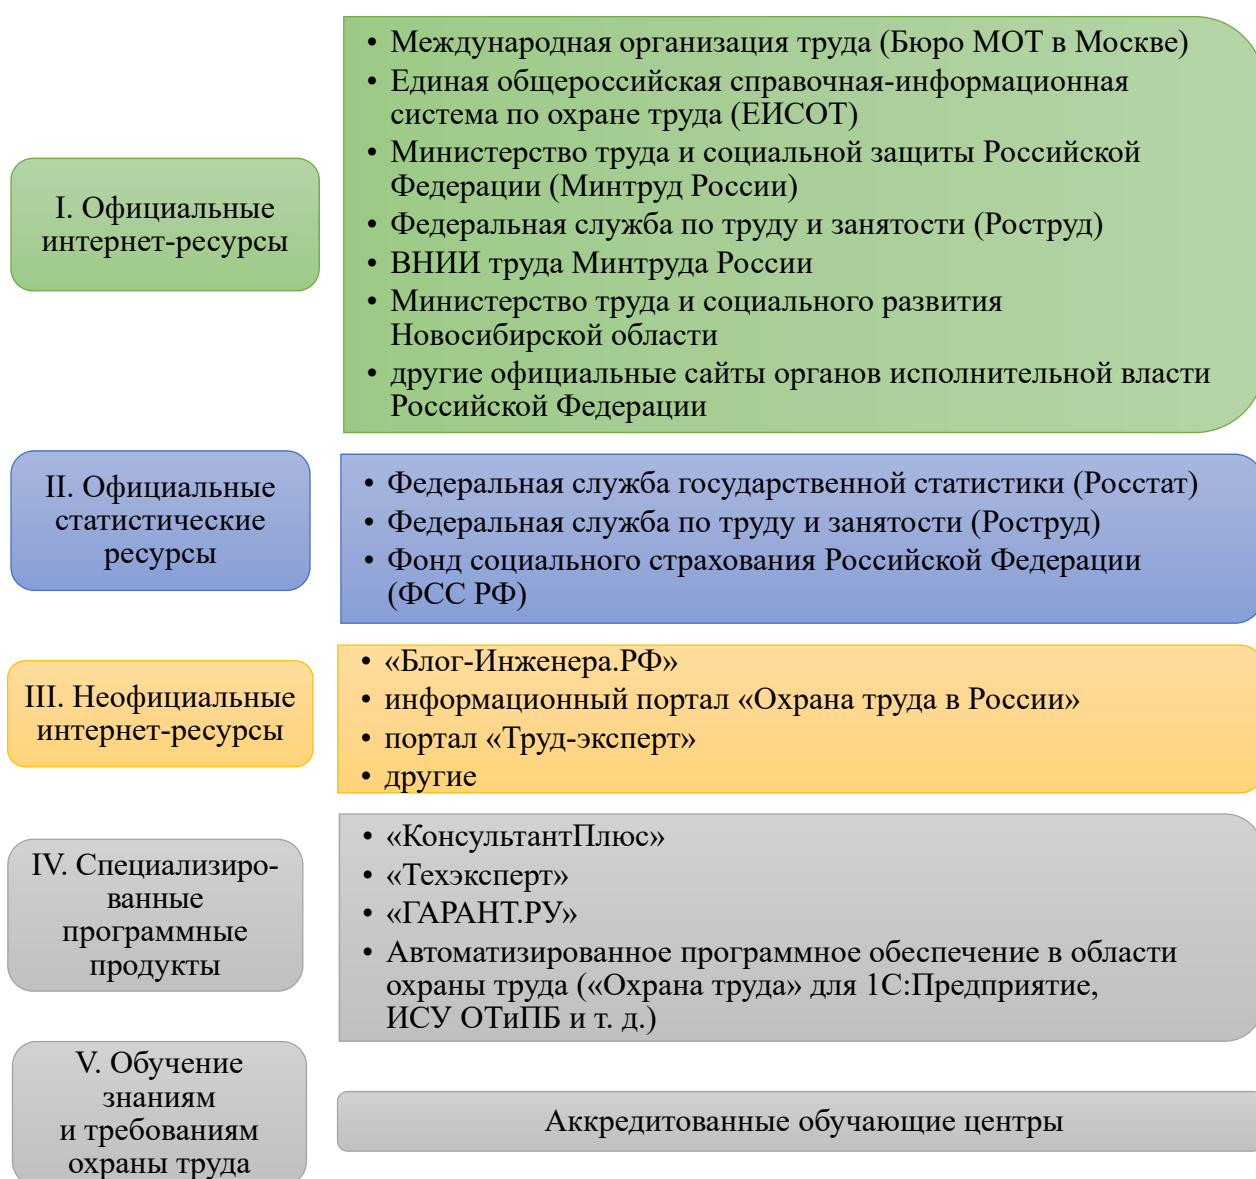 I. Официальные
интернет-ресурсы
• Международная организация труда (Бюро МОТ в Москве)
• Единая общероссийская справочная-информационная
система по охране труда (ЕИСОТ)
• Министерство труда и социальной защиты Российской
Федерации (Минтруд России)
• Федеральная служба по труду и занятости (Роструд)
• ВНИИ труда Минтруда России
• Министерство труда и социального развития
Новосибирской области
• другие официальные сайты органов исполнительной власти
Российской Федерации
II. Официальные
статистические
ресурсы
• Федеральная служба государственной статистики (Росстат)
• Федеральная служба по труду и занятости (Роструд)
• Фонд социального страхования Российской Федерации
(ФСС РФ)
III. Неофициальные
интернет-ресурсы
• «Блог-Инженера.РФ»
• информационный портал «Охрана труда в России»
• портал «Труд-эксперт»
• другие
IV. Специализиро-
ванные
программные
продукты
• «КонсультантПлюс»
• «Техэксперт»
• «ГАРАНТ.РУ»
• Автоматизированное программное обеспечение в области
охраны труда («Охрана труда» для 1С:Предприятие,
ИСУ ОТиПБ и т. д.)
V. Обучение
знаниям
и требованиям
охраны труда
Аккредитованные обучающие центры